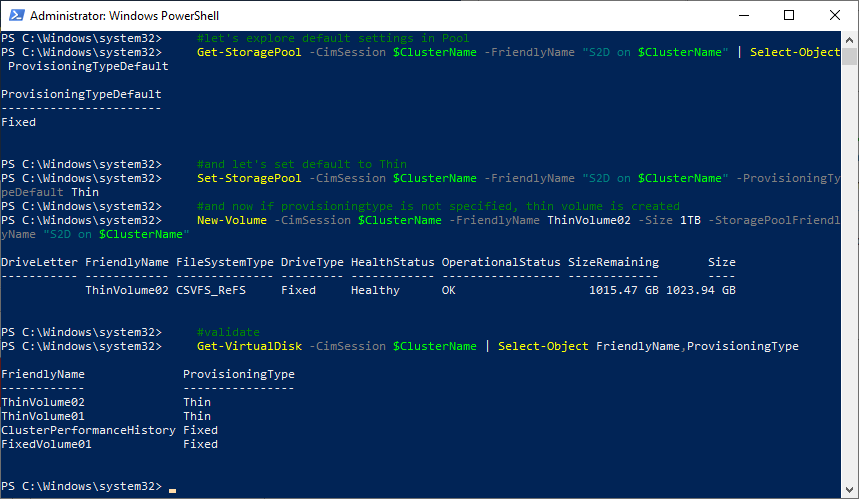 Administrator: Windows PowerShell
PS C:\Windows\system32>     #let's explore default settings in Pool
PS C:\Windows\system32>     Get-StoragePool -CimSession $ClusterName -FriendlyName "S2D on $ClusterName" | Select-Object
 ProvisioningTypeDefault
ProvisioningTypeDefault
-----------------------
Fixed
PS C:\Windows\system32>     #and let's set default to Thin
PS C:\Windows\system32>     Set-StoragePool -CimSession $ClusterName -FriendlyName "S2D on $ClusterName" -ProvisioningTy
peDefault Thin
PS C:\Windows\system32>     #and now if provisioningtype is not specified, thin volume is created
PS C:\Windows\system32>     New-Volume -CimSession $ClusterName -FriendlyName ThinVolume02 -Size 1TB -StoragePoolFriendl
yName "S2D on $ClusterName"
DriveLetter FriendlyName FileSystemType DriveType HealthStatus OperationalStatus SizeRemaining       Size
----------- ------------ -------------- --------- ------------ ----------------- -------------       ----
            ThinVolume02 CSVFS_ReFS     Fixed     Healthy      OK                   1015.47 GB 1023.94 GB
PS C:\Windows\system32>     #validate
PS C:\Windows\system32>     Get-VirtualDisk -CimSession $ClusterName | Select-Object FriendlyName,ProvisioningType
FriendlyName              ProvisioningType
------------              ----------------
ThinVolume02              Thin
ThinVolume01              Thin
ClusterPerformanceHistory Fixed
FixedVolume01             Fixed
PS C:\Windows\system32>